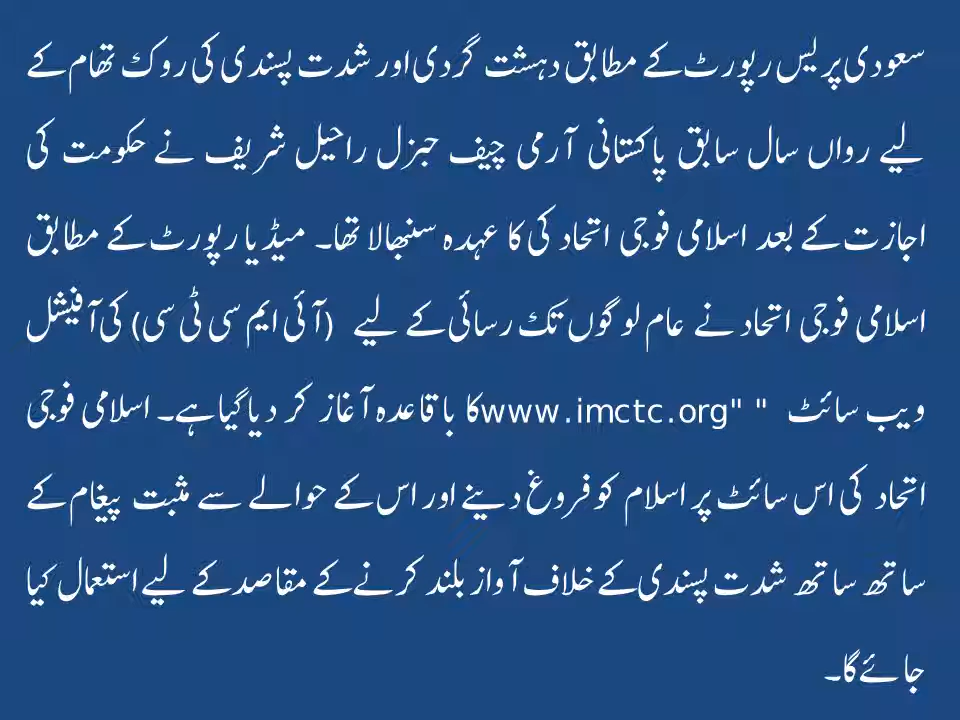 سعودی پریس رپورٹ کے مطابق دہشت گردی اور شدت پسندی کی روک تھام کے
لیے رواں سال سابق پاکستانی آرمی چیف جنرل راحیل شریف نے حکومت کی
اجازت کے بعد اسلامی فوجی اتحاد کی کا عہدہ سنبھالا تھا۔ میڈیا رپورٹ کے مطابق
اسلامی فوجی اتحاد نے عام لوگوں تک رسائی کے لیے (آئی ایم سی ٹی سی) کی آفیشل
ویب سائٹ " "www.imctc.org کا باقاعدہ آغاز کر دیا گیا ہے۔ اسلامی فوجی
اتحاد کی اس سائٹ پر اسلام کو فروغ دینے اور اس کے حوالے سے مثبت پیغام کے
ساتھ ساتھ شدت پسندی کے خلاف آواز بلند کرنے کے مقاصد کے لیے استعمال کیا
جائے گا۔